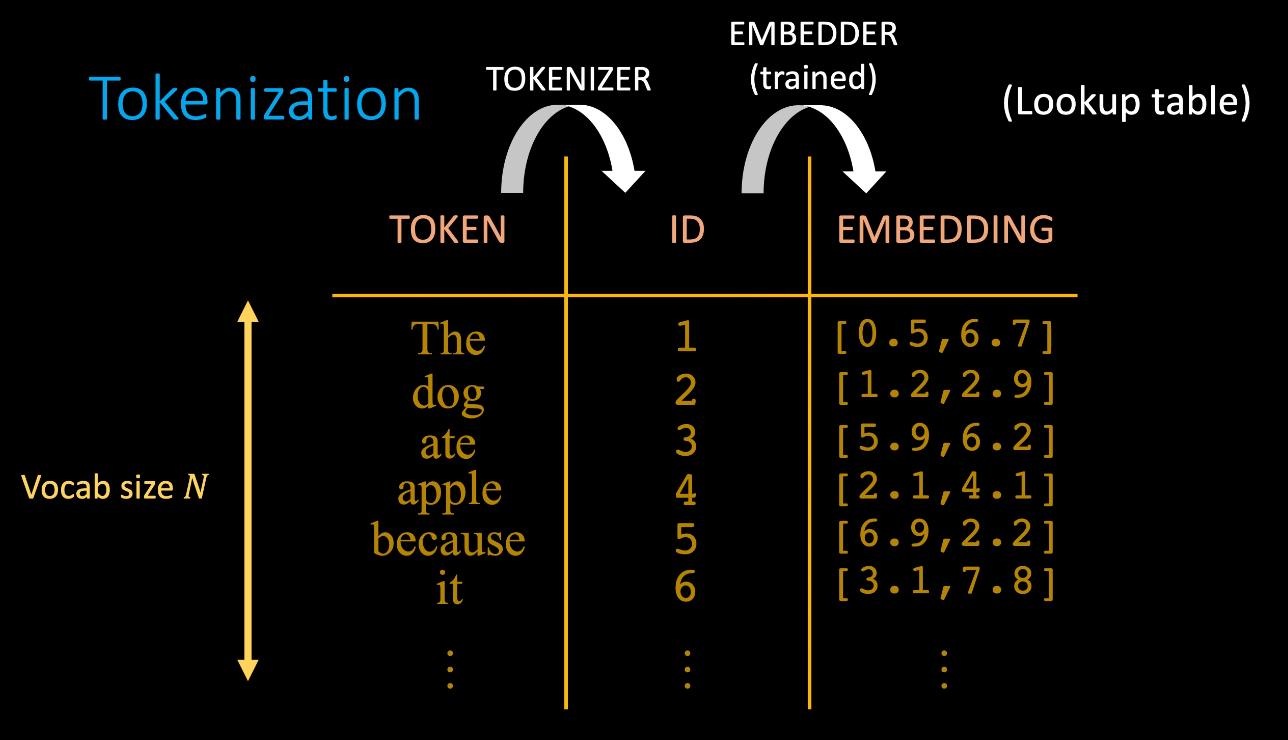 Tokenization
TOKENIZER
EMBEDDER
(trained)
(Lookup table)
TOKEN ID EMBEDDING
The 1 [0.5,6.7]
dog 2 [1.2,2.9]
ate 3 [5.9,6.2]
apple 4 [2.1,4.1]
because 5 [6.9,2.2]
it 6 [3.1,7.8]
⋮ ⋮ ⋮
Vocab size N